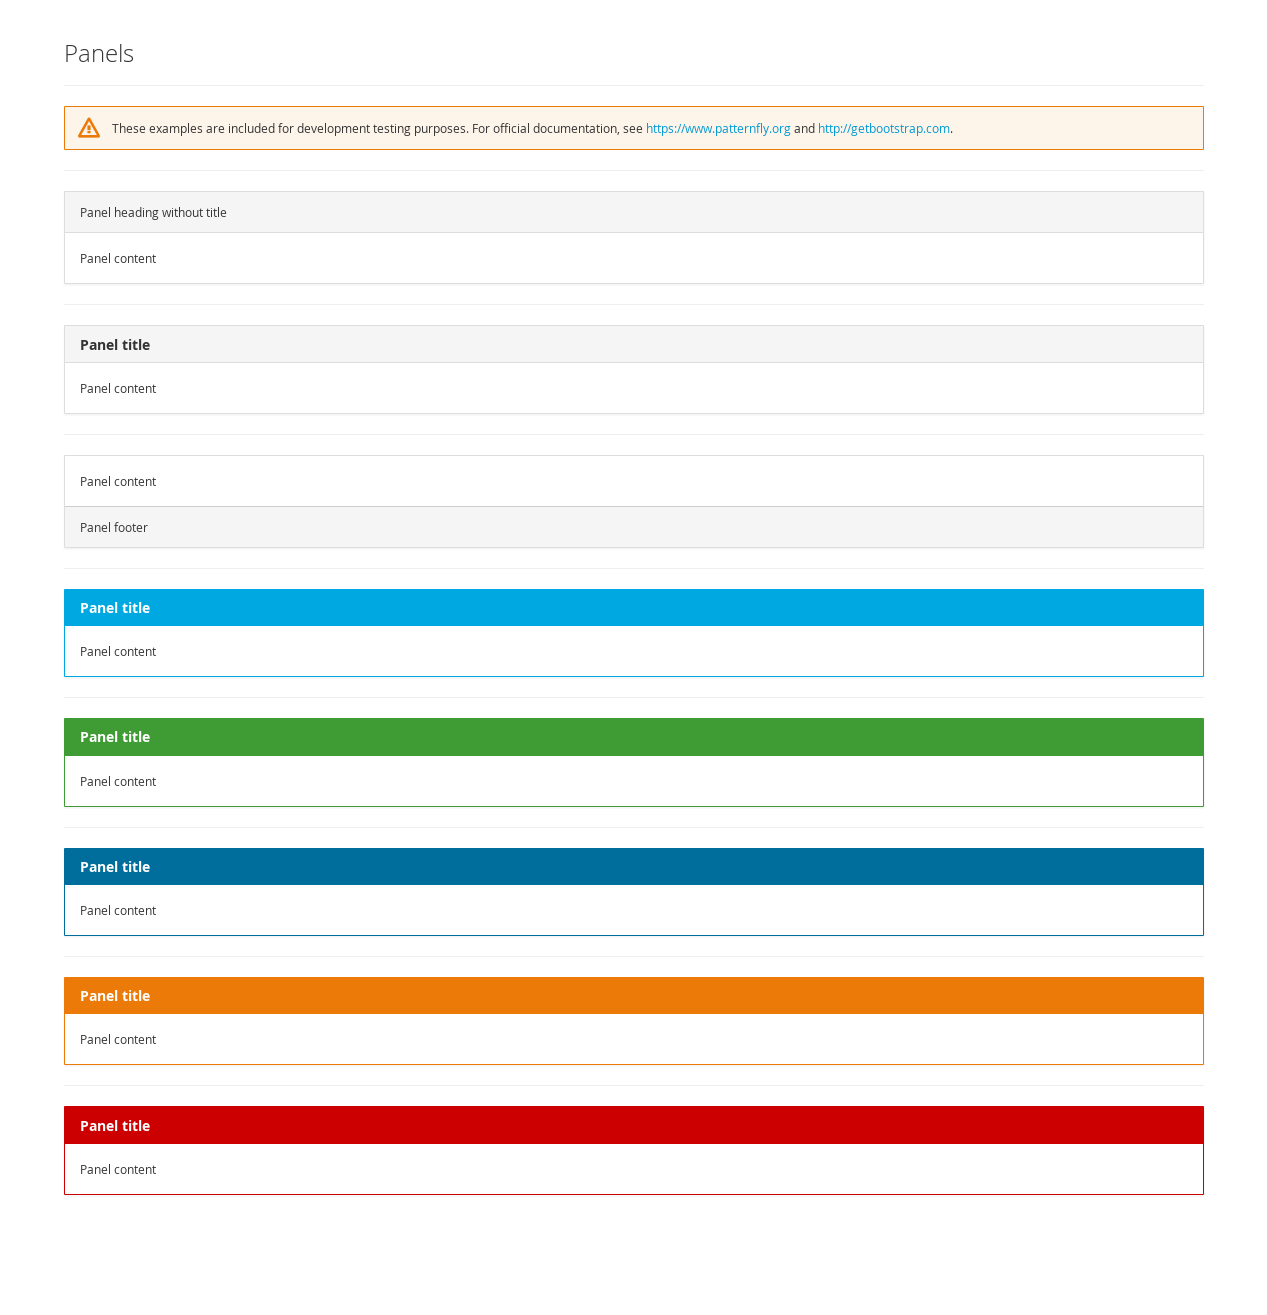 Panels
These examples are included for development testing purposes. For official documentation, see https://www.patternfly.org and http://getbootstrap.com.
Panel heading without title
Panel content
Panel title
Panel content
Panel content
Panel footer
Panel title
Panel content
Panel title
Panel content
Panel title
Panel content
Panel title
Panel content
Panel title
Panel content